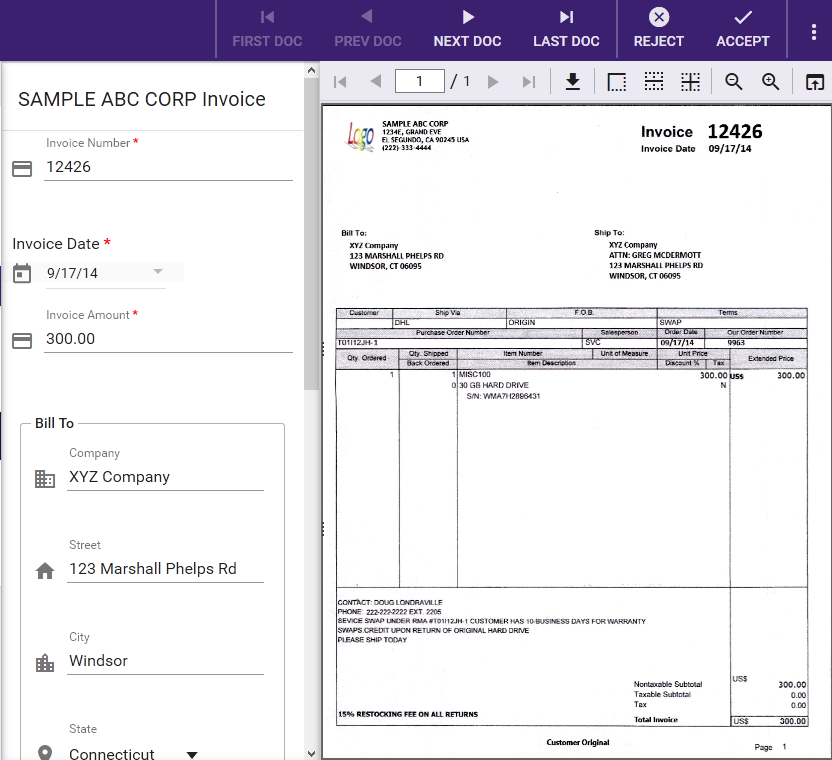 FIRST DOC PREV DOC NEXT DOC LAST DOC REJECT ACCEPT
SAMPLE ABC CORP Invoice
Invoice Number *
12426
Invoice Date *
9/17/14
Invoice Amount *
300.00
Bill To
Company
XYZ Company
Street
123 Marshall Phelps Rd
City
Windsor
State
Connecticut
1 / 1
Logo
SAMPLE ABC CORP
1234E, GRAND EVE
EL SEGUNDO, CA 90245 USA
(222)-333-4444
Invoice 12426
Invoice Date 09/17/14
Bill To:
XYZ Company
123 MARSHALL PHELPS RD
WINDSOR, CT 06095
Ship To:
XYZ Company
ATTN: GREG MCDERMOTT
123 MARSHALL PHELPS RD
WINDSOR, CT 06095
Customer Ship Via F.O.B. Terms
DHL ORIGIN SWAP
Purchase Order Number Salesperson Order Date Our Order Number
T01I12JH-1 SVC 09/17/14 9963
Qty. Ordered Qty. Shipped Item Number Unit of Measure Unit Price Extended Price
Back Ordered Item Description Discount % Tax
1 1 MISC100 300.00 US$ 300.00
0 30 GB HARD DRIVE N
S/N: WMA7H2896431
CONTACT: DOUG LONDRAVILLE
PHONE: 222-222-2222 EXT. 2205
SEVICE SWAP UNDER RMA #T01I12JH-1 CUSTOMER HAS 10-BUSINESS DAYS FOR WARRANTY
SWAPS.CREDIT UPON RETURN OF ORIGINAL HARD DRIVE
PLEASE SHIP TODAY
Nontaxable Subtotal US$ 300.00
Taxable Subtotal 0.00
Tax 0.00
15% RESTOCKING FEE ON ALL RETURNS
Total Invoice US$ 300.00
Customer Original
Page 1